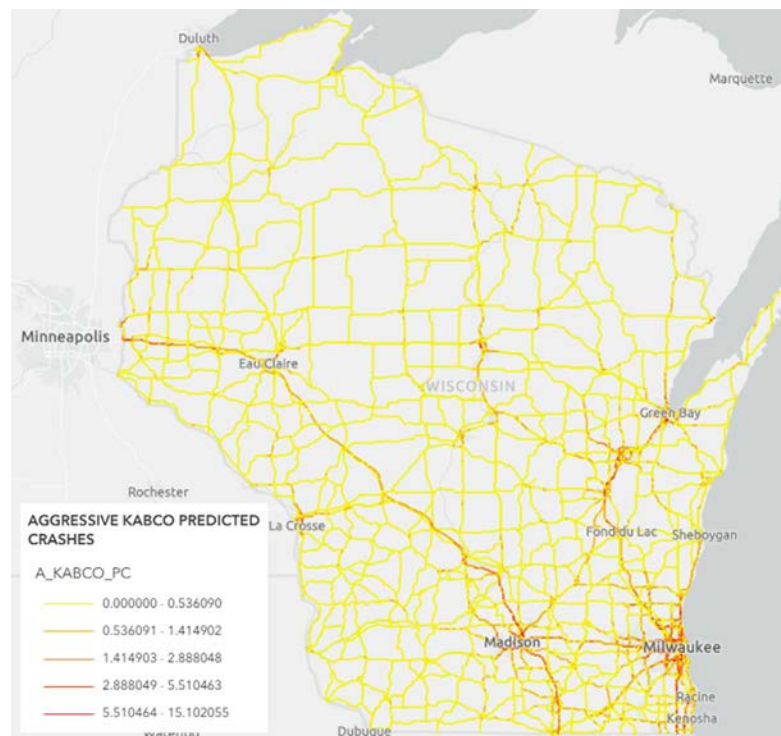 Duluth
Marquette
Minneapolis
Eau Claire
WISCONSIN
Green Bay
Rochester
La Crosse
Fond du Lac
Sheboygan
AGGRESSIVE KABCO PREDICTED
CRASHES
A_KABCO_PC
0.000000 - 0.536090
0.536091 - 1.414902
1.414903 - 2.888048
2.888049 - 5.510463
5.510464 - 15.102055
Madison
Milwaukee
Racine
Kenosha
Dubuque